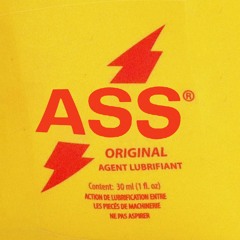 ASS®
ORIGINAL
AGENT LUBRIFIANT
Content: 30 ml (1 fl. oz)
ACTION DE LUBRIFICATION ENTRE
LES PIECÉS DE MACHINERIE
NE PAS ASPIRER